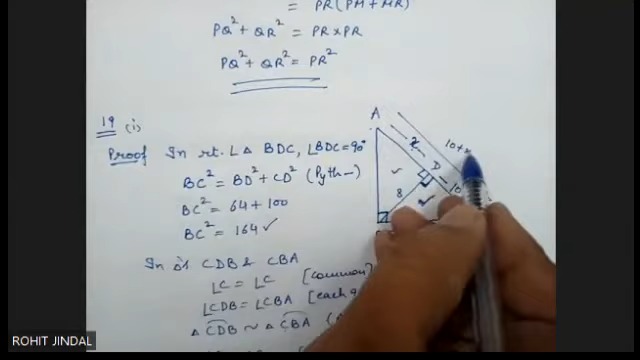 = PR(PM + MR)
PQ² + QR² = PR × PR
PQ² + QR² = PR²
19 (i)
Proof In rt. ∠ ∆ BDC, ∠BDC = 90°
BC² = BD² + CD² (Pyth—)
BC² = 64 + 100
BC² = 164 ✓
In ∆s CDB & CBA
∠C = ∠C [common]
∠CDB = ∠CBA [each
∆ CDB ~ ∆ CBA
A
x
10+x
D
8
10
ROHIT JINDAL